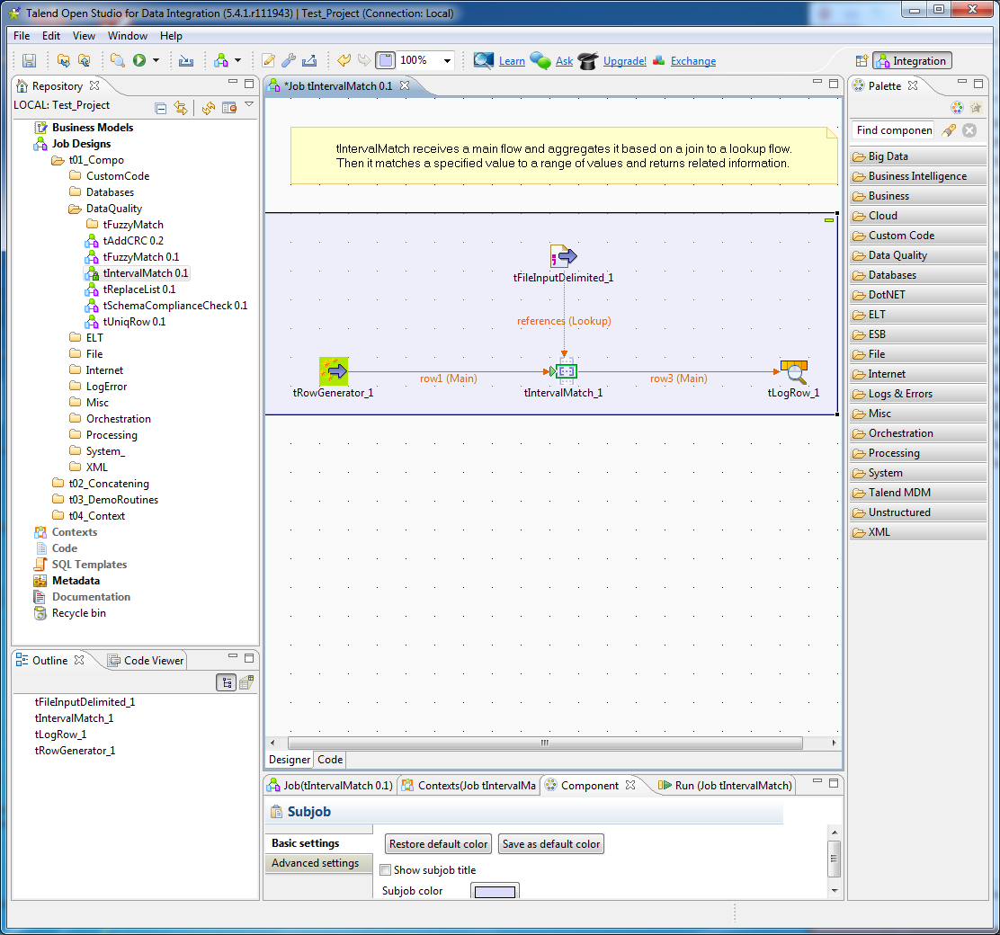 Talend Open Studio for Data Integration (5.4.1.r111943) | Test_Project (Connection: Local)
File Edit View Window Help
100% Learn Ask Upgrade! Exchange Integration
Repository
LOCAL: Test_Project
Business Models
Job Designs
t01_Compo
CustomCode
Databases
DataQuality
tFuzzyMatch
tAddCRC 0.2
tFuzzyMatch 0.1
tIntervalMatch 0.1
tReplaceList 0.1
tSchemaComplianceCheck 0.1
tUniqRow 0.1
ELT
File
Internet
LogError
Misc
Orchestration
Processing
System_
XML
t02_Concatening
t03_DemoRoutines
t04_Context
Contexts
Code
SQL Templates
Metadata
Documentation
Recycle bin
Outline Code Viewer
tFileInputDelimited_1
tIntervalMatch_1
tLogRow_1
tRowGenerator_1
*Job tIntervalMatch 0.1
tIntervalMatch receives a main flow and aggregates it based on a join to a lookup flow.
Then it matches a specified value to a range of values and returns related information.
tFileInputDelimited_1
references (Lookup)
row1 (Main) row3 (Main)
tRowGenerator_1 tIntervalMatch_1 tLogRow_1
Designer Code
Job(tIntervalMatch 0.1) Contexts(Job tIntervalMa Component Run (Job tIntervalMatch)
Subjob
Basic settings
Advanced settings
Restore default color Save as default color
Show subjob title
Subjob color
Palette
Find componen
Big Data
Business Intelligence
Business
Cloud
Custom Code
Data Quality
Databases
DotNET
ELT
ESB
File
Internet
Logs & Errors
Misc
Orchestration
Processing
System
Talend MDM
Unstructured
XML